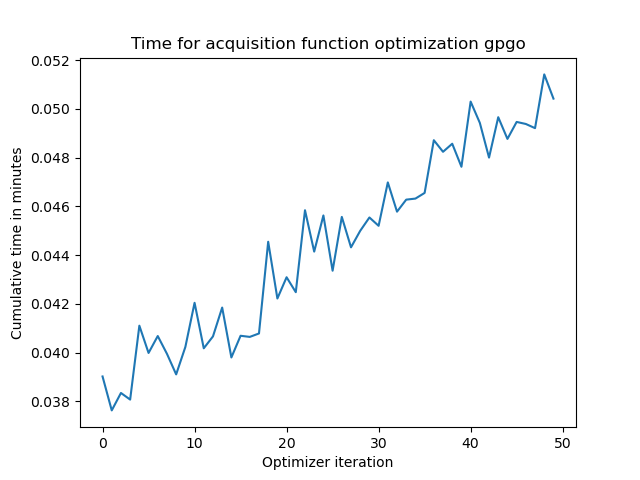 Time for acquisition function optimization gpgo
0.052
0.050
0.048
0.046
0.044
0.042
0.040
0.038
Cumulative time in minutes
0 10 20 30 40 50
Optimizer iteration